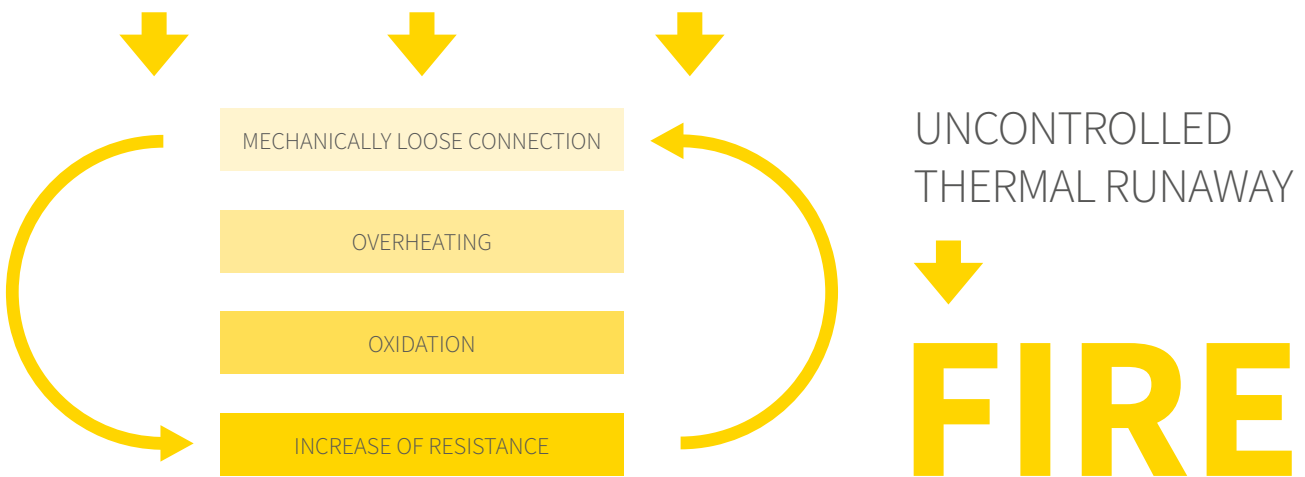 MECHANICALLY LOOSE CONNECTION
OVERHEATING
OXIDATION
INCREASE OF RESISTANCE
UNCONTROLLED
THERMAL RUNAWAY
FIRE